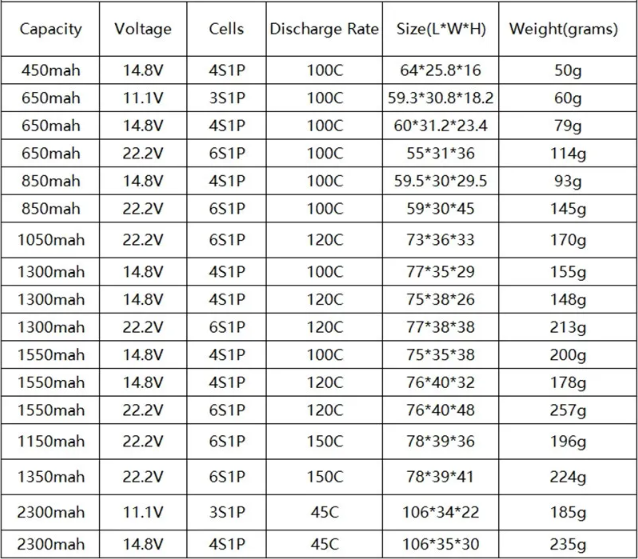 Capacity Voltage Cells Discharge Rate Size(L*W*H) Weight(grams)
450mah 14.8V 4S1P 100C 64*25.8*16 50g
650mah 11.1V 3S1P 100C 59.3*30.8*18.2 60g
650mah 14.8V 4S1P 100C 60*31.2*23.4 79g
650mah 22.2V 6S1P 100C 55*31*36 114g
850mah 14.8V 4S1P 100C 59.5*30*29.5 93g
850mah 22.2V 6S1P 100C 59*30*45 145g
1050mah 22.2V 6S1P 120C 73*36*33 170g
1300mah 14.8V 4S1P 100C 77*35*29 155g
1300mah 14.8V 4S1P 120C 75*38*26 148g
1300mah 22.2V 6S1P 120C 77*38*38 213g
1550mah 14.8V 4S1P 100C 75*35*38 200g
1550mah 14.8V 4S1P 120C 76*40*32 178g
1550mah 22.2V 6S1P 120C 76*40*48 257g
1150mah 22.2V 6S1P 150C 78*39*36 196g
1350mah 22.2V 6S1P 150C 78*39*41 224g
2300mah 11.1V 3S1P 45C 106*34*22 185g
2300mah 14.8V 4S1P 45C 106*35*30 235g